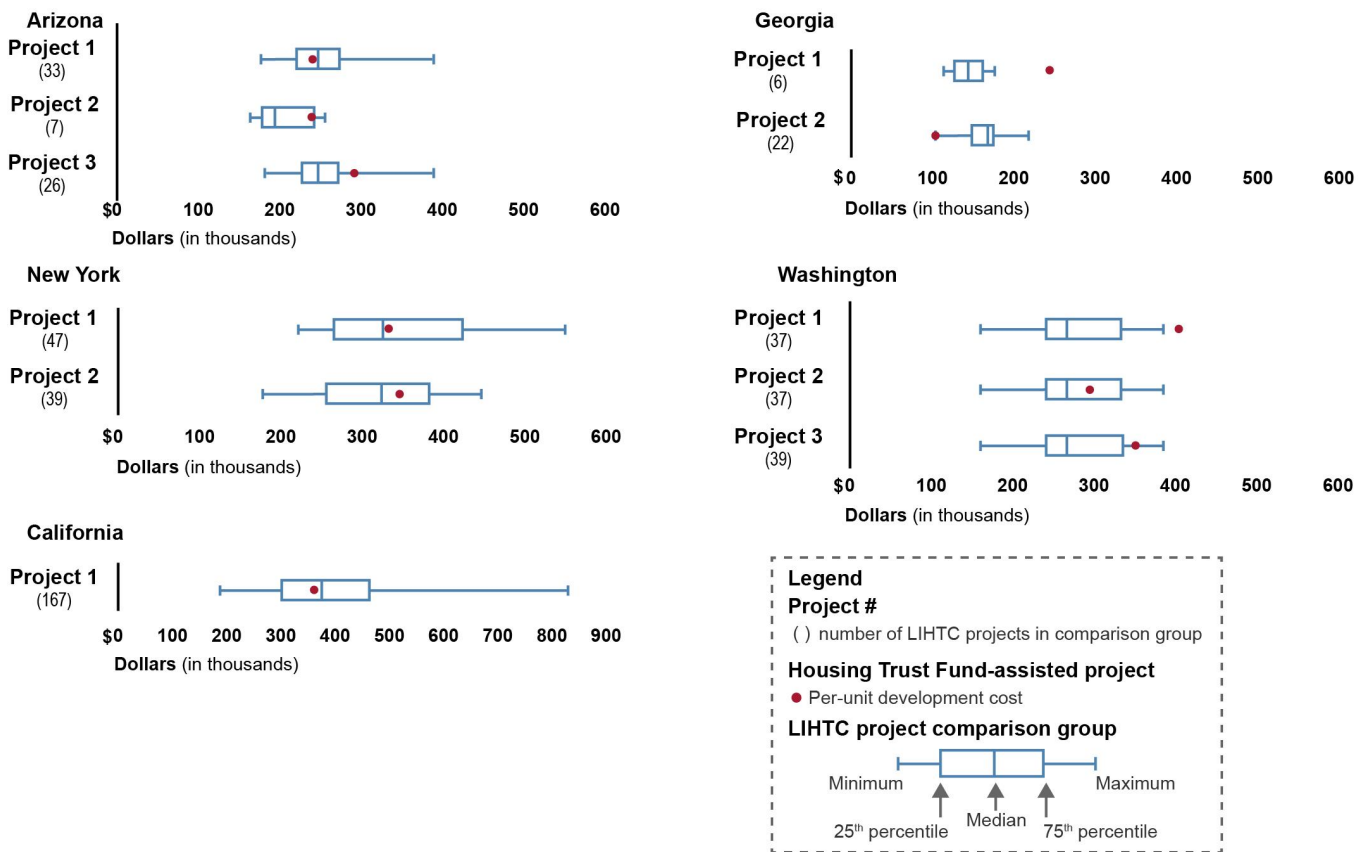 Arizona
Project 1
(33)
Project 2
(7)
Project 3
(26)
$0 100 200 300 400 500 600
Dollars (in thousands)
Georgia
Project 1
(6)
Project 2
(22)
$0 100 200 300 400 500 600
Dollars (in thousands)
New York
Project 1
(47)
Project 2
(39)
$0 100 200 300 400 500 600
Dollars (in thousands)
Washington
Project 1
(37)
Project 2
(37)
Project 3
(39)
$0 100 200 300 400 500 600
Dollars (in thousands)
California
Project 1
(167)
$0 100 200 300 400 500 600 700 800 900
Dollars (in thousands)
Legend
Project #
( ) number of LIHTC projects in comparison group
Housing Trust Fund-assisted project
Per-unit development cost
LIHTC project comparison group
Minimum Maximum
25th percentile Median 75th percentile